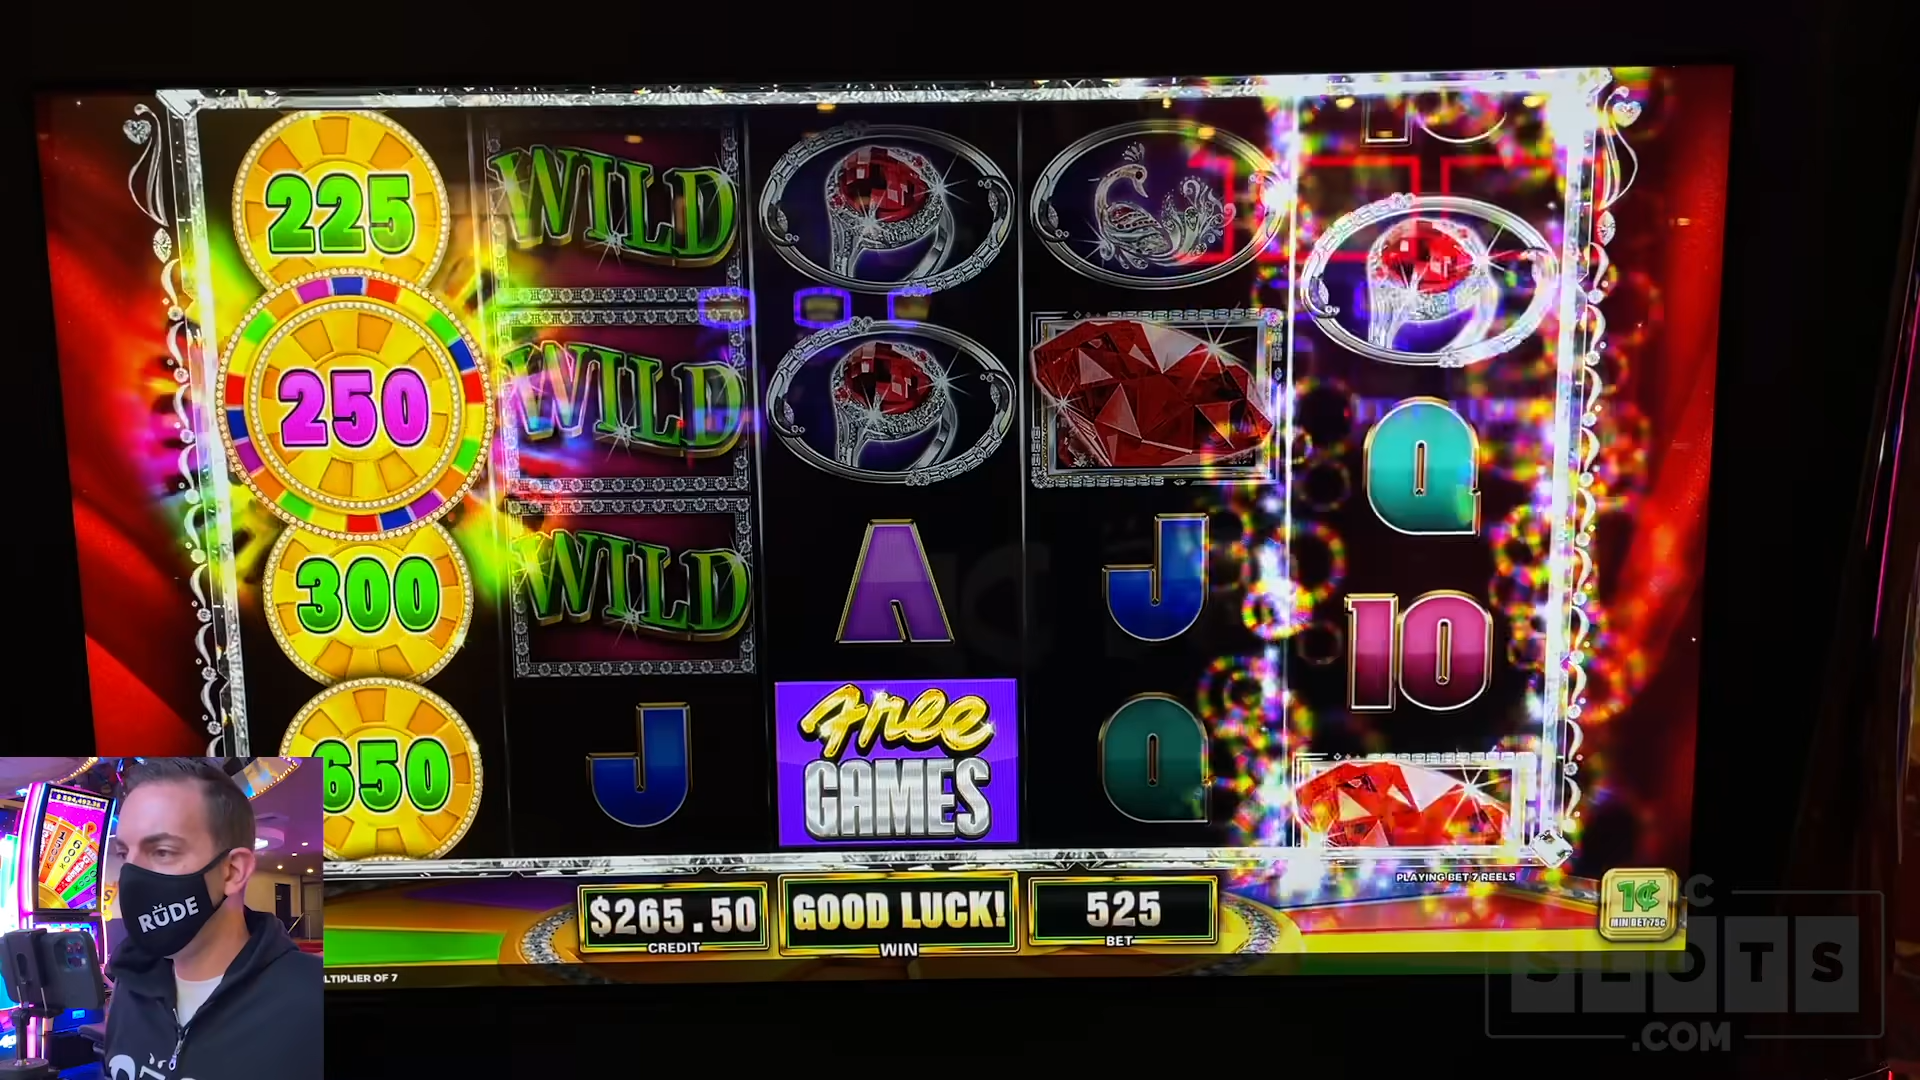 225
WILD
250
WILD
300
WILD
A
J
Q
10
650
J
Free
GAMES
Q
PLAYING BET 7 REELS
$265.50
CREDIT
GOOD LUCK!
WIN
525
BET
1¢
MIN BET 75¢
LTIPLIER OF 7
RÜDE
C
SLOTS
.COM